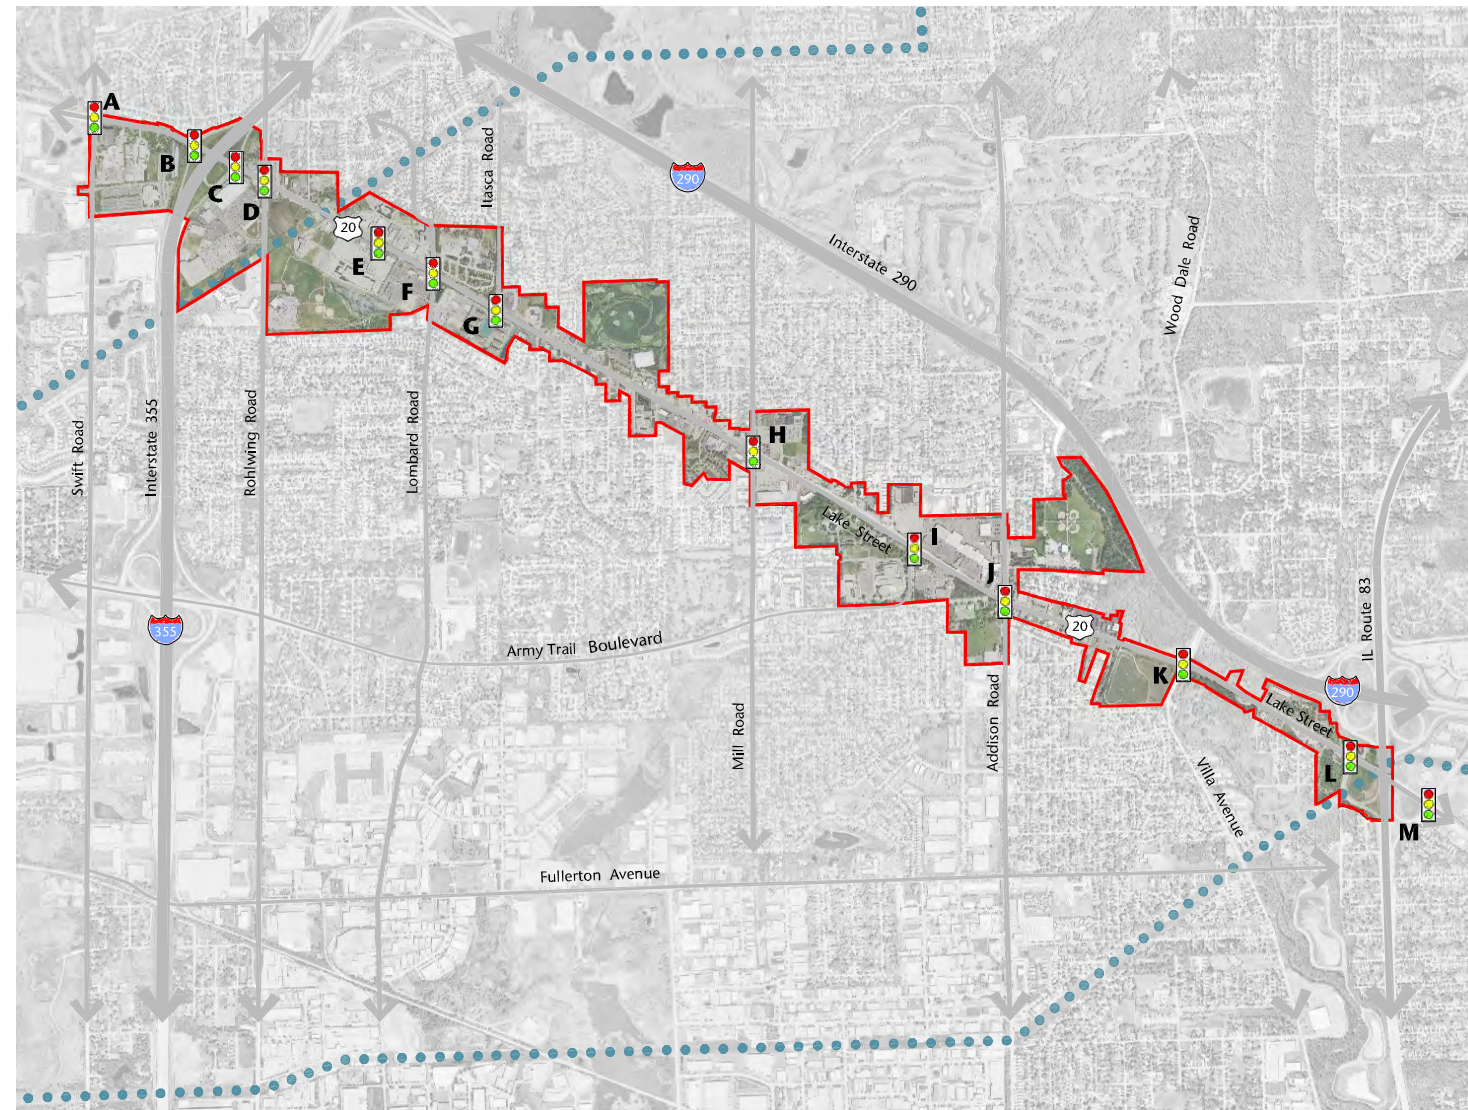 A
B
C
D
Itasca Road
290
20
E
F
G
Interstate 290
Wood Dale Road
Swift Road
Interstate 355
Rohlwing Road
Lombard Road
H
Lake Street
I
J
355
Army Trail Boulevard
20
IL Route 83
K
290
Lake Street
Mill Road
Addison Road
Villa Avenue
L
M
Fullerton Avenue